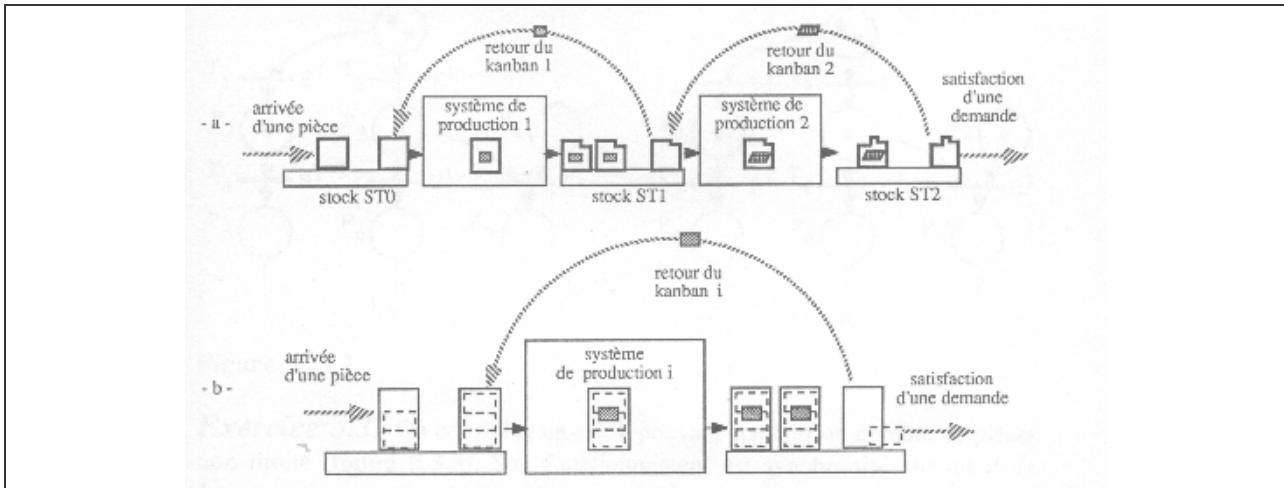 retour du
kanban 1
retour du
kanban 2
satisfaction
d'une
demande
- a -
arrivée
d'une pièce
système de
production 1
système de
production 2
stock ST0
stock ST1
stock ST2
retour du
kanban i
arrivée
d'une pièce
- b -
système
de production i
satisfaction
d'une demande